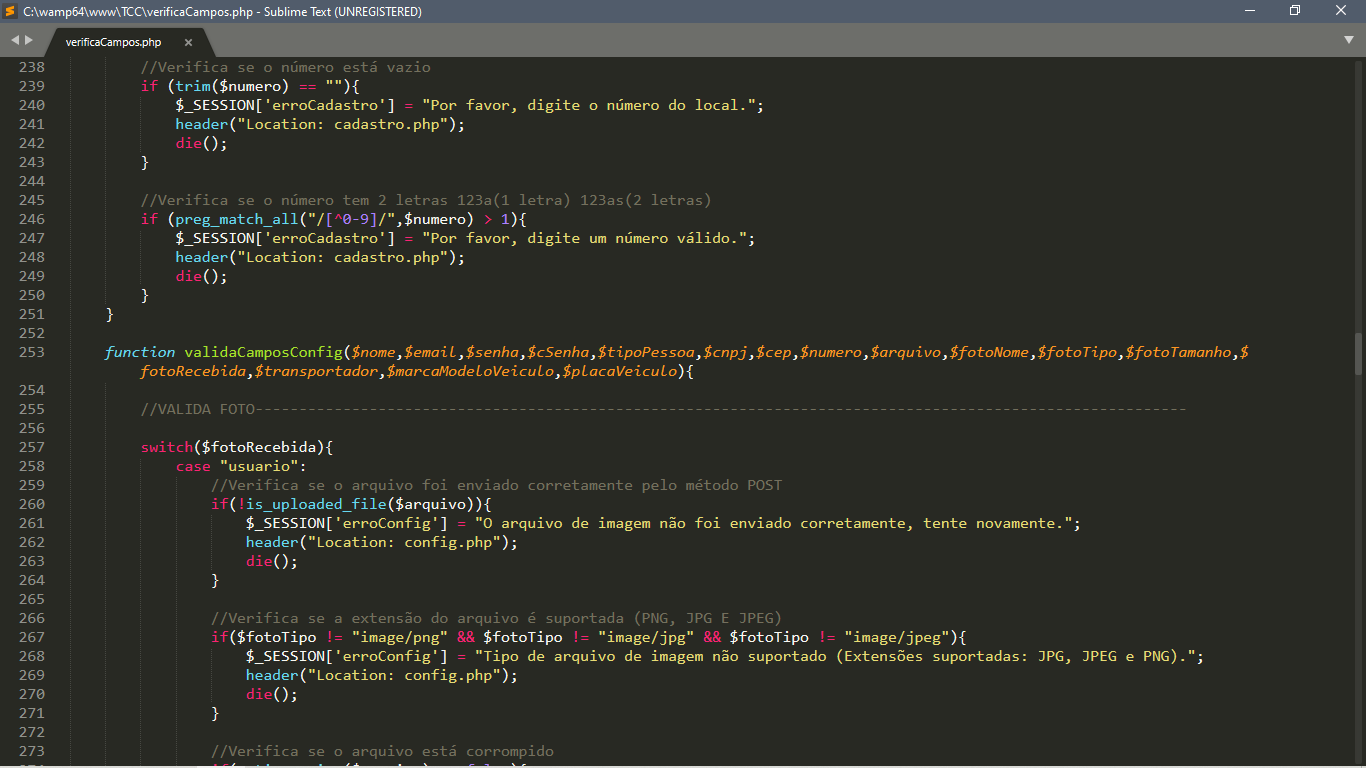 C:\wamp64\www\TCC\verificaCampos.php - Sublime Text (UNREGISTERED)
verificaCampos.php
238 //Verifica se o número está vazio
239 if (trim($numero) == ""){
240 $_SESSION['erroCadastro'] = "Por favor, digite o número do local.";
241 header("Location: cadastro.php");
242 die();
243 }
244
245 //Verifica se o número tem 2 letras 123a(1 letra) 123as(2 letras)
246 if (preg_match_all("/[^0-9]/",$numero) > 1){
247 $_SESSION['erroCadastro'] = "Por favor, digite um número válido.";
248 header("Location: cadastro.php");
249 die();
250 }
251 }
252
253 function validaCamposConfig($nome,$email,$senha,$cSenha,$tipoPessoa,$cnpj,$cep,$numero,$arquivo,$fotoNome,$fotoTipo,$fotoTamanho,$
fotoRecebida,$transportador,$marcaModeloVeiculo,$placaVeiculo){
254
255 //VALIDA FOTO----------------------------------------------------------------------------------------------------------
256
257 switch($fotoRecebida){
258 case "usuario":
259 //Verifica se o arquivo foi enviado corretamente pelo método POST
260 if(!is_uploaded_file($arquivo)){
261 $_SESSION['erroConfig'] = "O arquivo de imagem não foi enviado corretamente, tente novamente.";
262 header("Location: config.php");
263 die();
264 }
265
266 //Verifica se a extensão do arquivo é suportada (PNG, JPG E JPEG)
267 if($fotoTipo != "image/png" && $fotoTipo != "image/jpg" && $fotoTipo != "image/jpeg"){
268 $_SESSION['erroConfig'] = "Tipo de arquivo de imagem não suportado (Extensões suportadas: JPG, JPEG e PNG).";
269 header("Location: config.php");
270 die();
271 }
272
273 //Verifica se o arquivo está corrompido